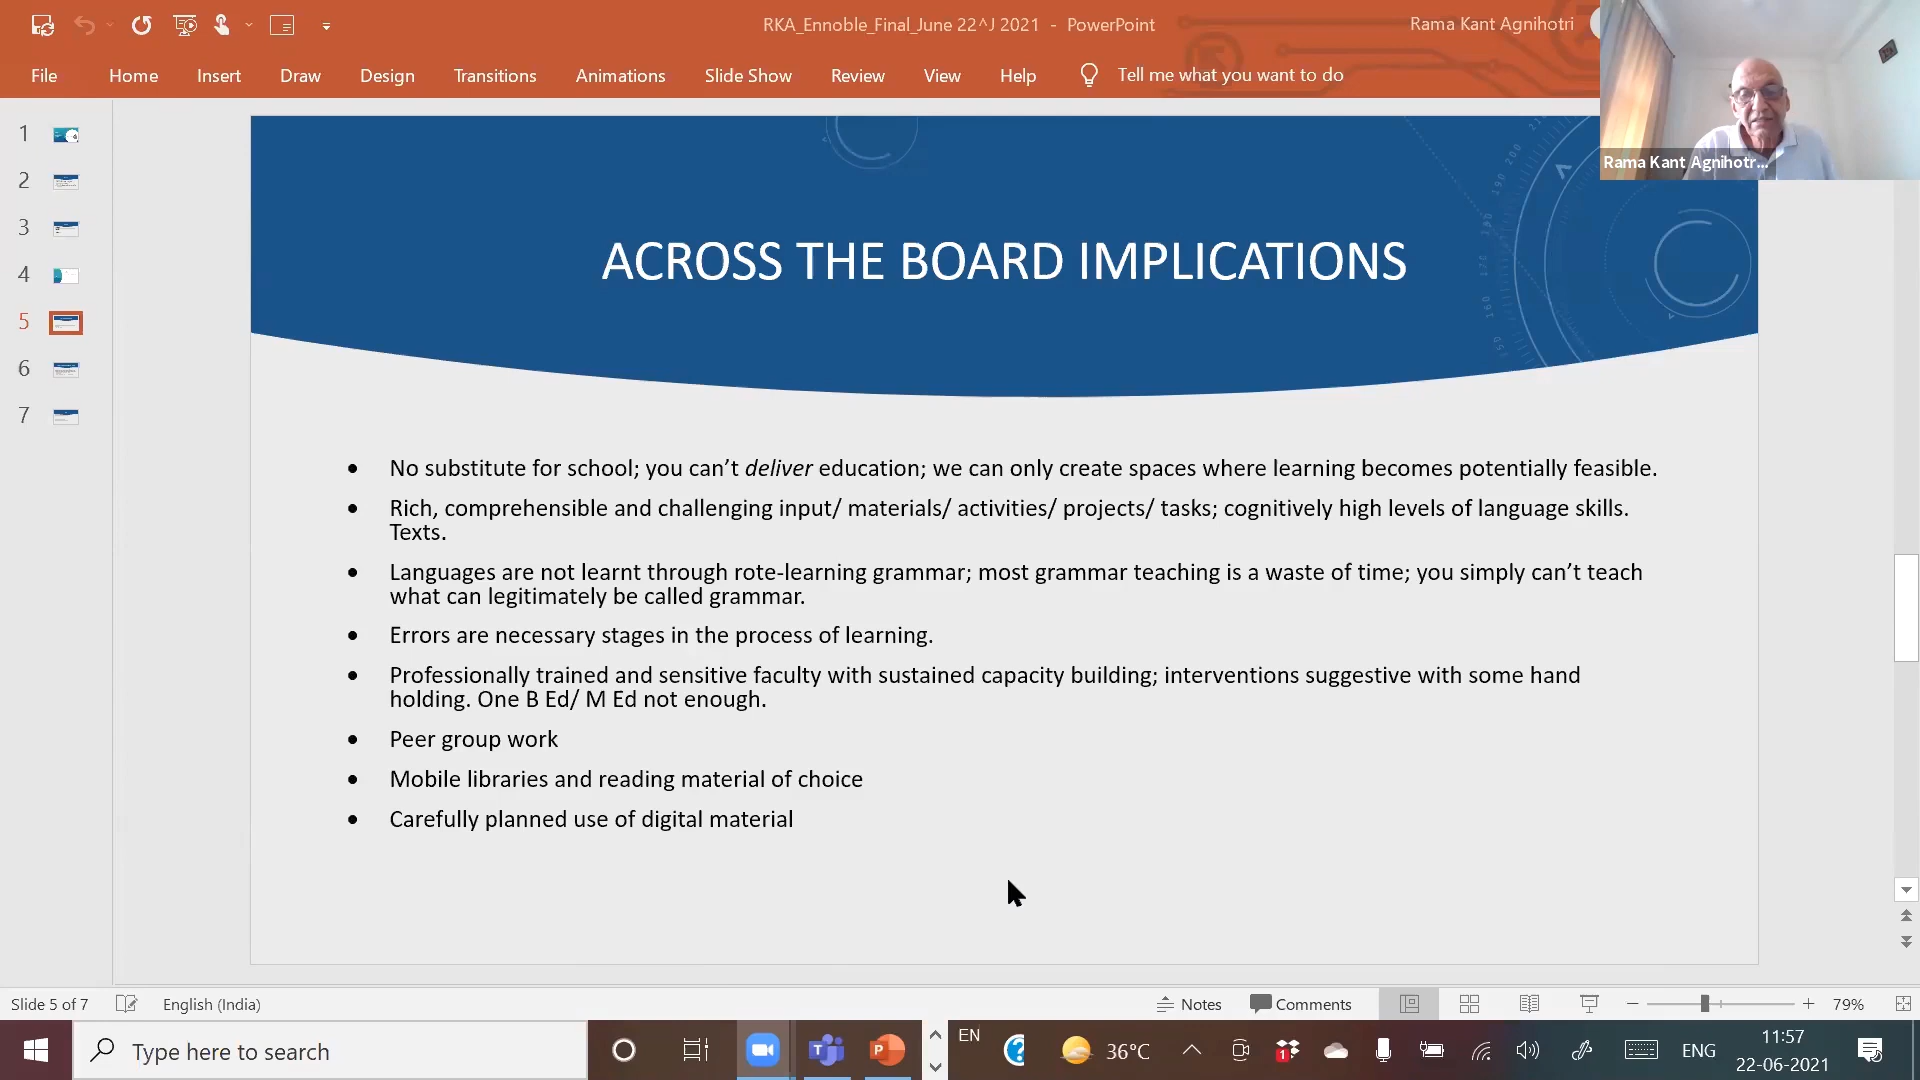 RKA_Ennoble_Final_June 22^J 2021 - PowerPoint
Rama Kant Agnihotri
File Home Insert Draw Design Transitions Animations Slide Show Review View Help Tell me what you want to do
Rama Kant Agnihotr...
1
2
3
4
5
6
7
ACROSS THE BOARD IMPLICATIONS
• No substitute for school; you can’t deliver education; we can only create spaces where learning becomes potentially feasible.
• Rich, comprehensible and challenging input/ materials/ activities/ projects/ tasks; cognitively high levels of language skills.
Texts.
• Languages are not learnt through rote-learning grammar; most grammar teaching is a waste of time; you simply can’t teach
what can legitimately be called grammar.
• Errors are necessary stages in the process of learning.
• Professionally trained and sensitive faculty with sustained capacity building; interventions suggestive with some hand
holding. One B Ed/ M Ed not enough.
• Peer group work
• Mobile libraries and reading material of choice
• Carefully planned use of digital material
Slide 5 of 7 English (India) Notes Comments 79%
Type here to search
EN
36°C
ENG
11:57
22-06-2021